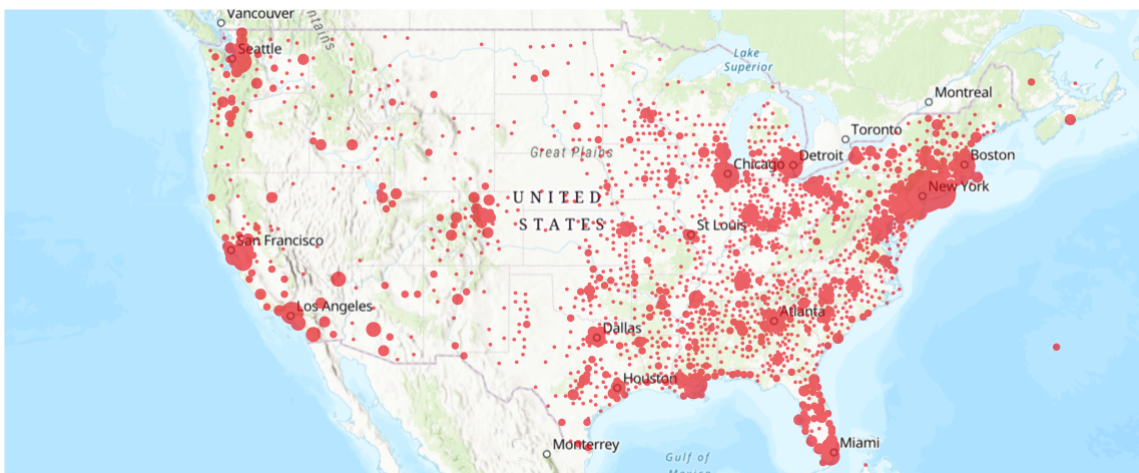 Vancouver
ntains
Seattle
Lake
Superior
Montreal
Toronto
Great Plains
Chicago
Detroit
Boston
New York
UNITED
STATES
St Louis
San Francisco
Los Angeles
Atlanta
Dallas
Houston
Monterrey
Miami
Gulf of